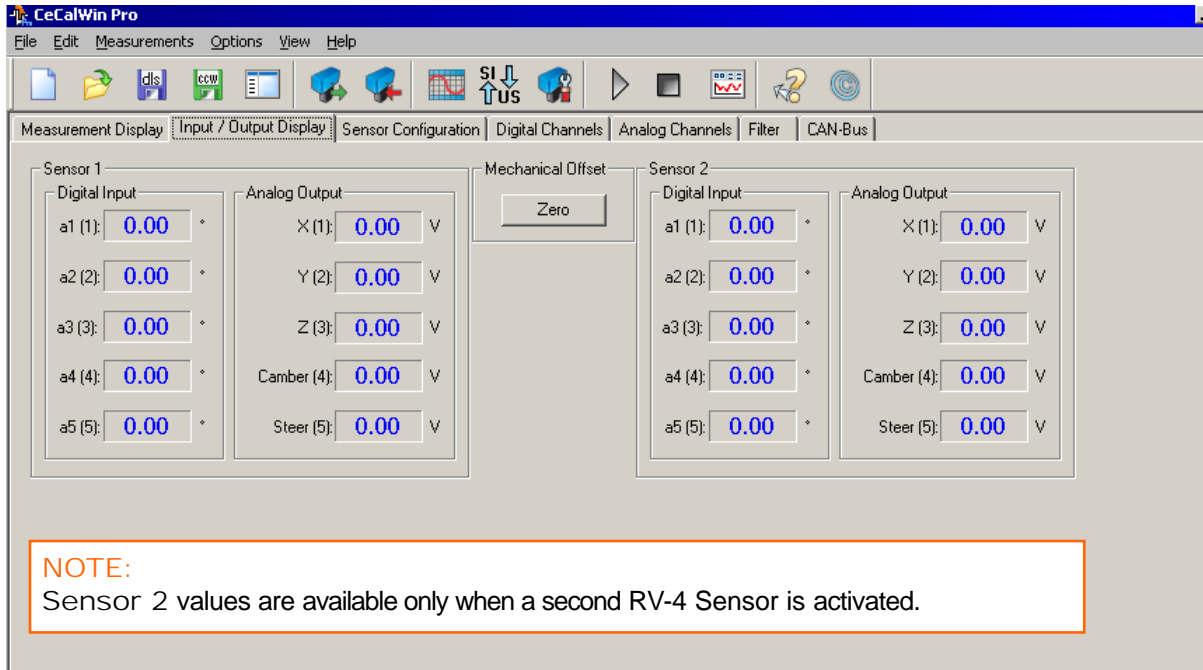 CeCalWin Pro
File Edit Measurements Options View Help
dls ccw SI US
Measurement Display Input / Output Display Sensor Configuration Digital Channels Analog Channels Filter CAN-Bus
Sensor 1 Mechanical Offset Sensor 2
Digital Input Analog Output Zero Digital Input Analog Output
a1 (1): 0.00 ° X (1): 0.00 V a1 (1): 0.00 ° X (1): 0.00 V
a2 (2): 0.00 ° Y (2): 0.00 V a2 (2): 0.00 ° Y (2): 0.00 V
a3 (3): 0.00 ° Z (3): 0.00 V a3 (3): 0.00 ° Z (3): 0.00 V
a4 (4): 0.00 ° Camber (4): 0.00 V a4 (4): 0.00 ° Camber (4): 0.00 V
a5 (5): 0.00 ° Steer (5): 0.00 V a5 (5): 0.00 ° Steer (5): 0.00 V
NOTE:
Sensor 2 values are available only when a second RV-4 Sensor is activated.